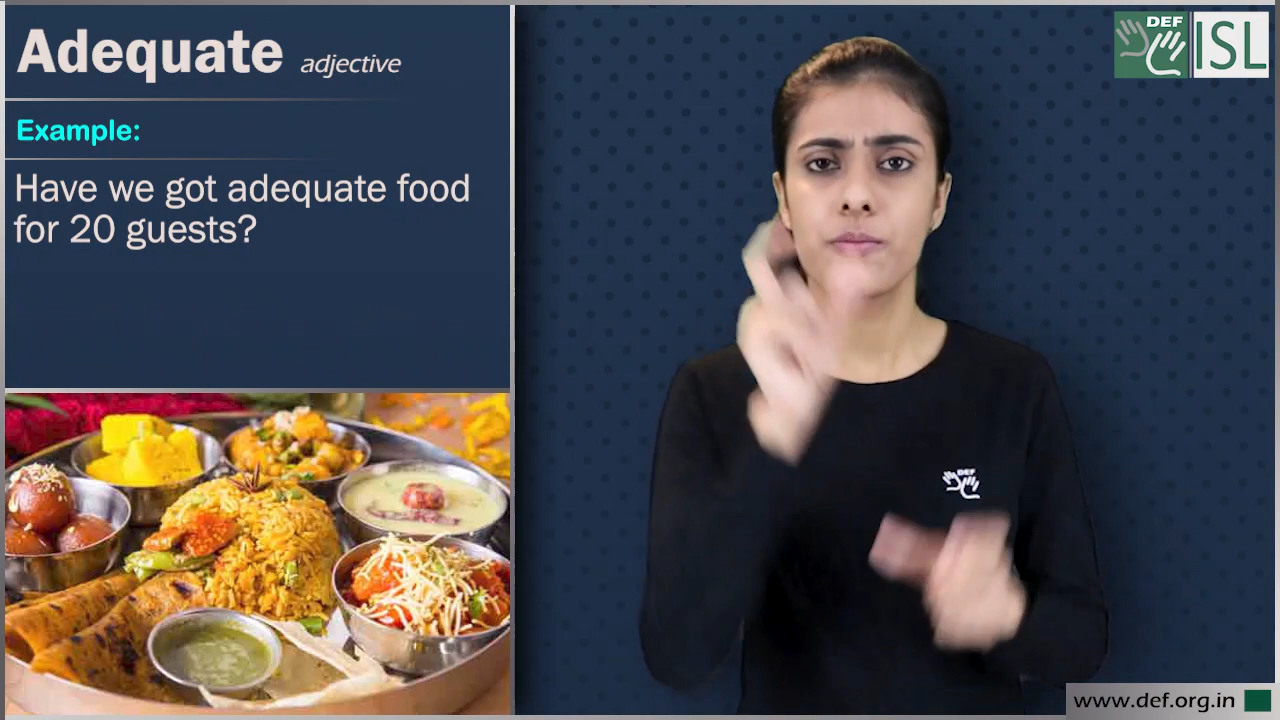 Adequate adjective
Example:
Have we got adequate food
for 20 guests?
DEF
ISL
DEF
www.def.org.in